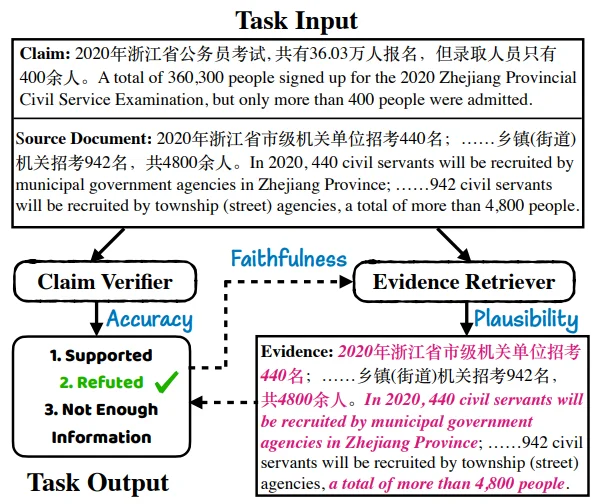 Task Input
Claim: 2020年浙江省公务员考试, 共有36.03万人报名，但录取人员只有
400余人。A total of 360,300 people signed up for the 2020 Zhejiang Provincial
Civil Service Examination, but only more than 400 people were admitted.
Source Document: 2020年浙江省市级机关单位招考440名；……乡镇(街道)
机关招考942名，共4800余人。In 2020, 440 civil servants will be recruited by
municipal government agencies in Zhejiang Province; ……942 civil servants
will be recruited by township (street) agencies, a total of more than 4,800 people.
Claim Verifier
Faithfulness
Evidence Retriever
Accuracy
Plausibility
1. Supported
2. Refuted
3. Not Enough
Information
Task Output
Evidence: 2020年浙江省市级机关单位招考
440名；……乡镇(街道)机关招考942名，
共4800余人。In 2020, 440 civil servants will
be recruited by municipal government
agencies in Zhejiang Province; ……942 civil
servants will be recruited by township (street)
agencies, a total of more than 4,800 people.